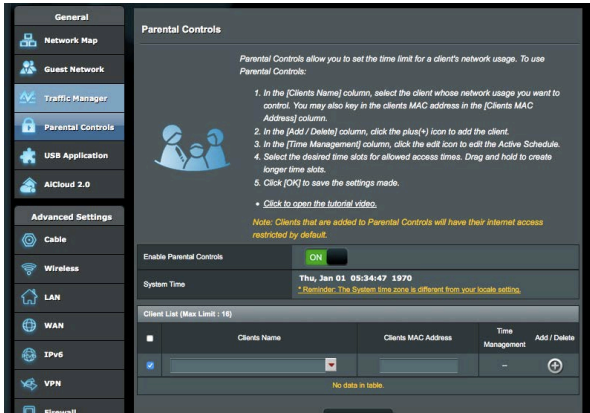 General
Network Map
Guest Network
Traffic Manager
Parental Controls
USB Application
AiCloud 2.0
Advanced Settings
Cable
Wireless
LAN
WAN
IPv6
VPN
Firewall
Parental Controls
Parental Controls allow you to set the time limit for a client's network usage. To use
Parental Controls:
1. In the [Clients Name] column, select the client whose network usage you want to
control. You may also key in the clients MAC address in the [Clients MAC
Address] column.
2. In the [Add / Delete] column, click the plus(+) icon to add the client.
3. In the [Time Management] column, click the edit icon to edit the Active Schedule.
4. Select the desired time slots for allowed access times. Drag and hold to create
longer time slots.
5. Click [OK] to save the settings made.
• Click to open the tutorial video.
Note: Clients that are added to Parental Controls will have their internet access
restricted by default.
Enable Parental Controls
ON
System Time
Thu, Jan 01 05:34:47 1970
* Reminder: The System time zone is different from your locale setting.
Client List (Max Limit : 16)
Clients Name
Clients MAC Address
Time
Management
Add / Delete
--
No data in table.